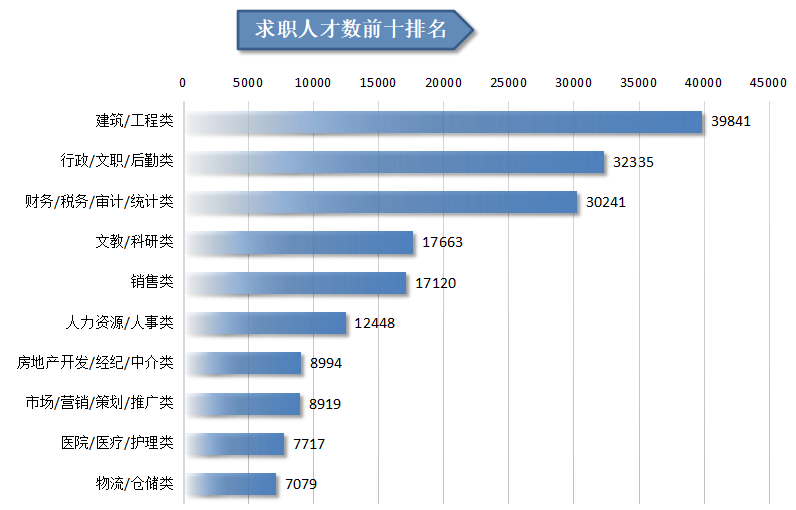 求职人才数前十排名
0 5000 10000 15000 20000 25000 30000 35000 40000 45000
建筑/工程类 39841
行政/文职/后勤类 32335
财务/税务/审计/统计类 30241
文教/科研类 17663
销售类 17120
人力资源/人事类 12448
房地产开发/经纪/中介类 8994
市场/营销/策划/推广类 8919
医院/医疗/护理类 7717
物流/仓储类 7079